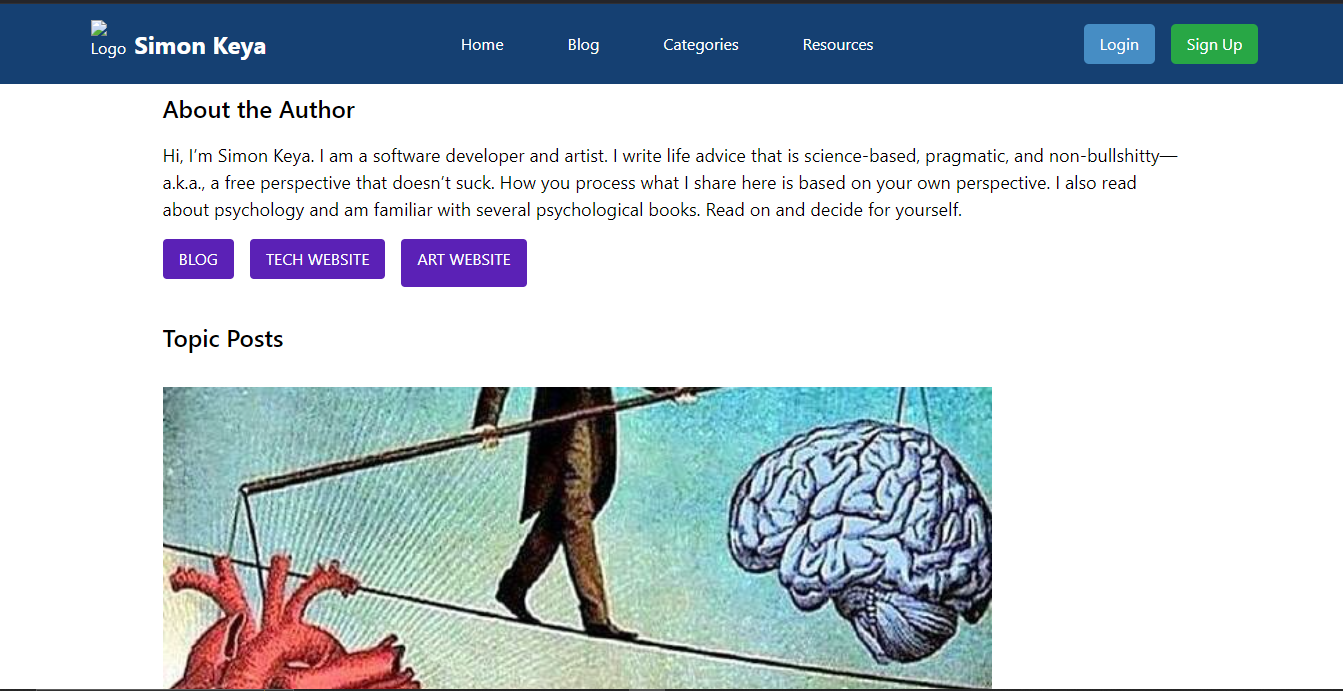 Logo Simon Keya Home Blog Categories Resources Login Sign Up
About the Author
Hi, I’m Simon Keya. I am a software developer and artist. I write life advice that is science-based, pragmatic, and non-bullshitty—
a.k.a., a free perspective that doesn’t suck. How you process what I share here is based on your own perspective. I also read
about psychology and am familiar with several psychological books. Read on and decide for yourself.
BLOG TECH WEBSITE ART WEBSITE
Topic Posts